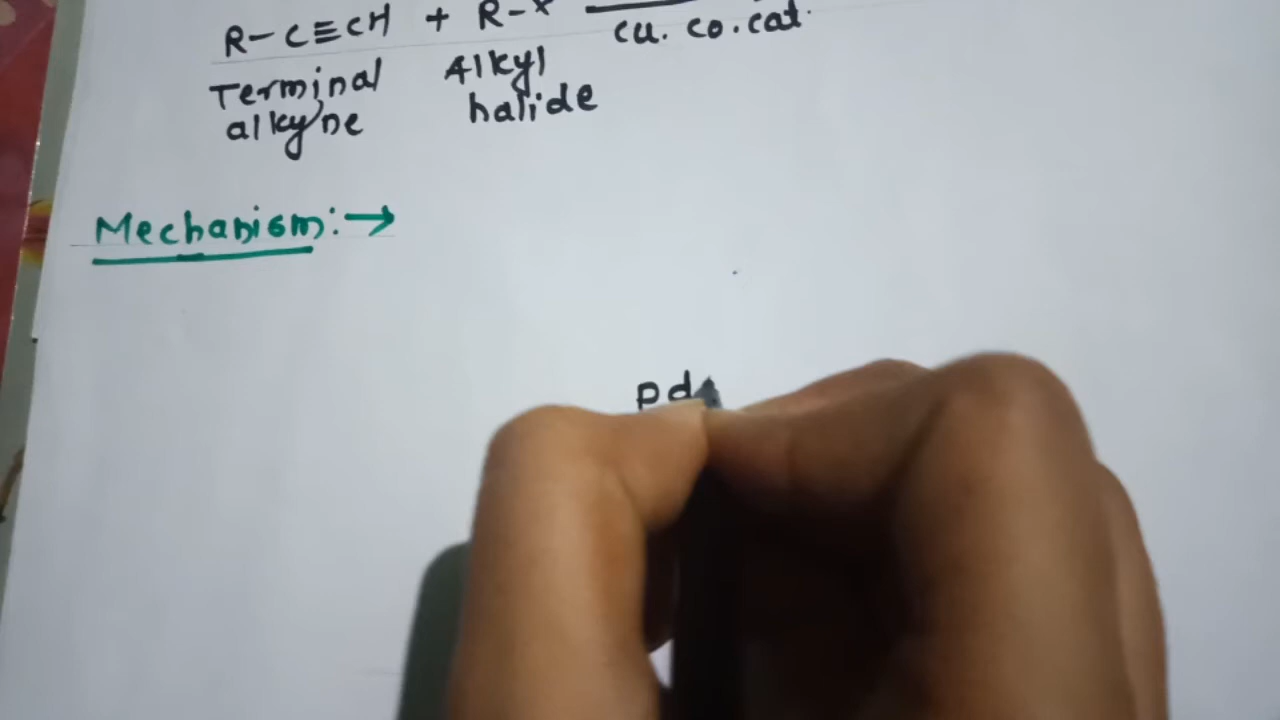 R-C≡CH + R-X
cu. co.cat.
Terminal Alkyl
alkyne halide
Mechanism:→
Pd